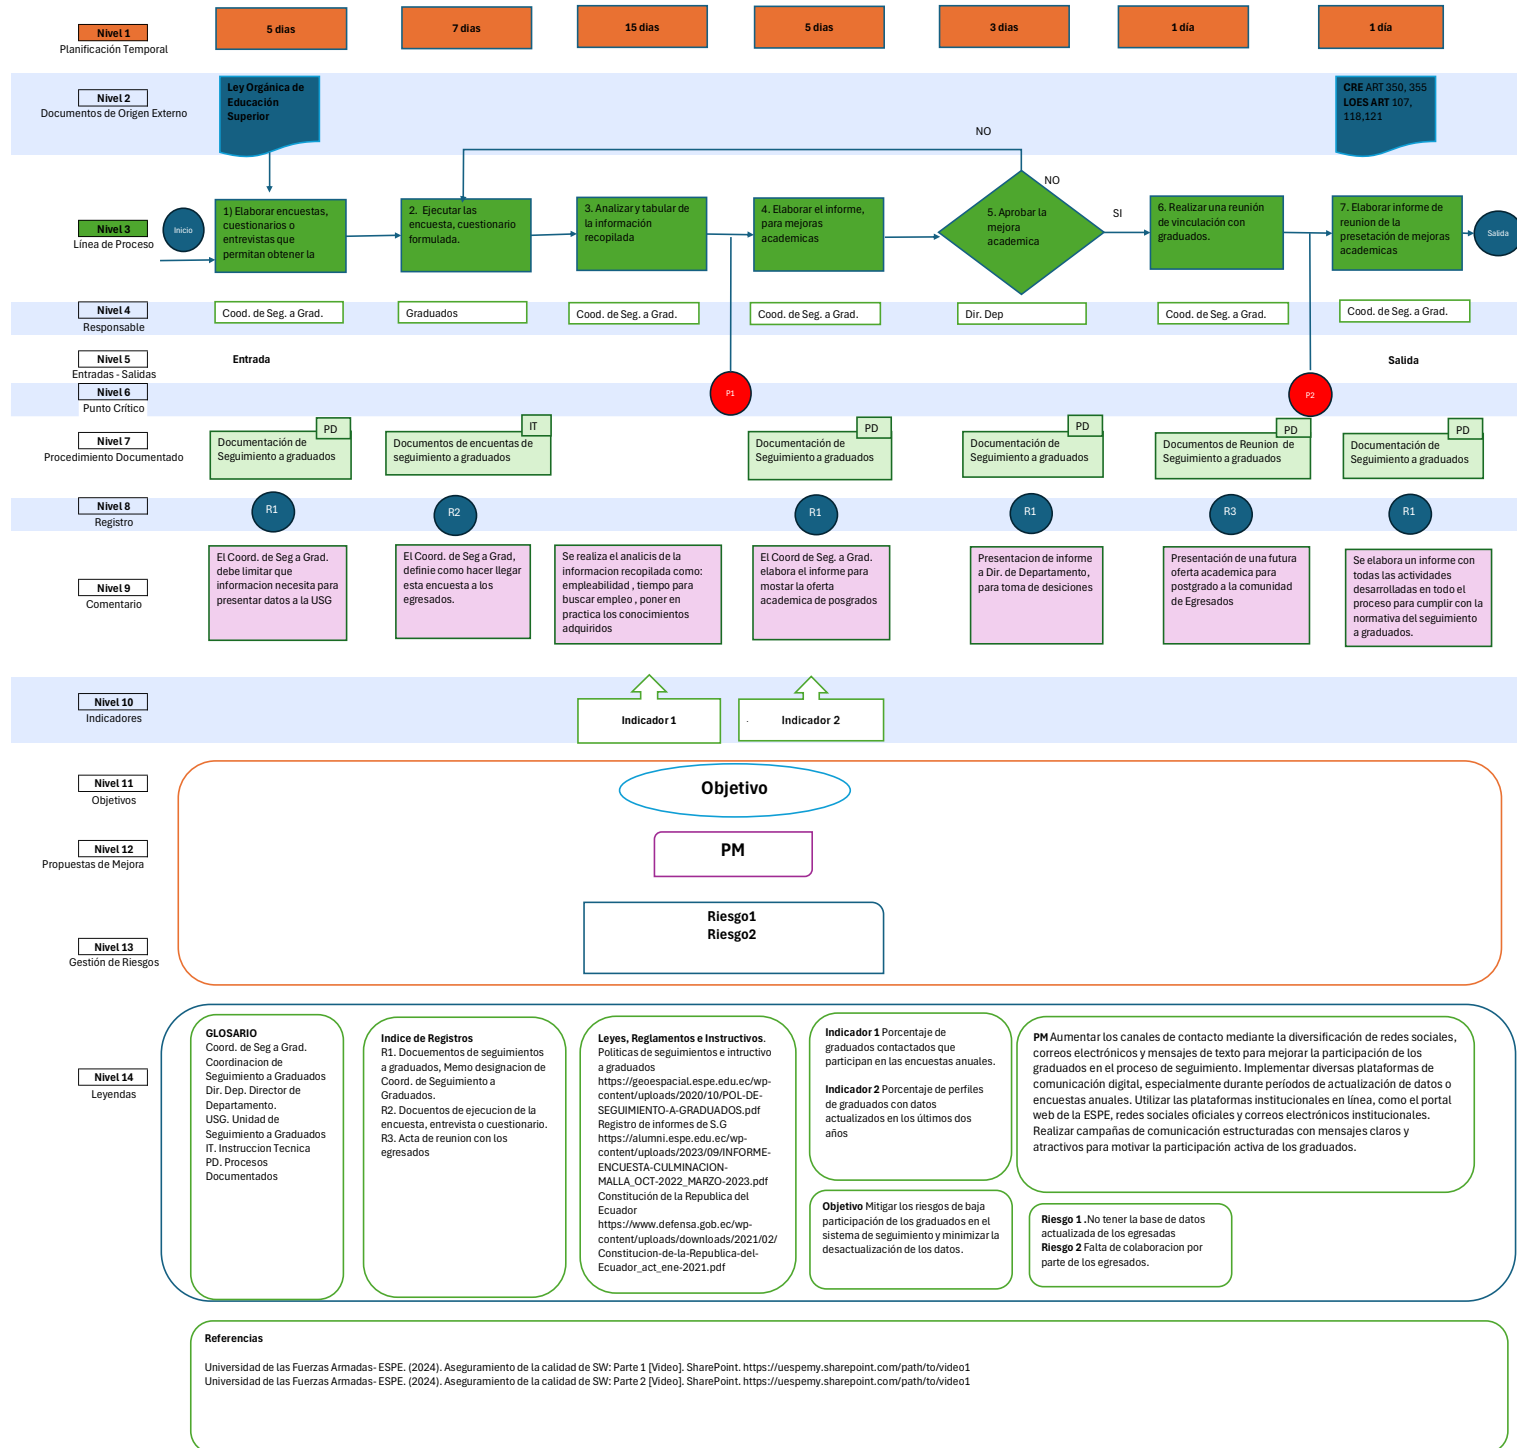 Nivel 1
Planificación Temporal
5 dias
7 dias
15 dias
5 dias
3 dias
1 día
1 día
Nivel 2
Documentos de Origen Externo
Ley Orgánica de
Educación
Superior
CRE ART 350, 355
LOES ART 107,
118,121
NO
NO
SI
Nivel 3
Línea de Proceso
Inicio
1) Elaborar encuestas,
cuestionarios o
entrevistas que
permitan obtener la
2. Ejecutar las
encuesta, cuestionario
formulada.
3. Analizar y tabular de
la información
recopilada
4. Elaborar el informe,
para mejoras
academicas
5. Aprobar la
mejora
academica
6. Realizar una reunión
de vinculación con
graduados.
7. Elaborar informe de
reunion de la
presetación de mejoras
academicas
Salida
Nivel 4
Responsable
Cood. de Seg. a Grad.
Graduados
Cood. de Seg. a Grad.
Cood. de Seg. a Grad.
Dir. Dep
Cood. de Seg. a Grad.
Cood. de Seg. a Grad.
Nivel 5
Entradas - Salidas
Entrada
Salida
Nivel 6
Punto Crítico
P1
P2
Nivel 7
Procedimiento Documentado
PD
Documentación de
Seguimiento a graduados
IT
Documentos de encuentas de
seguimiento a graduados
PD
Documentación de
Seguimiento a graduados
PD
Documentación de
Seguimiento a graduados
PD
Documentos de Reunion de
Seguimiento a graduados
PD
Documentación de
Seguimiento a graduados
Nivel 8
Registro
R1
R2
R1
R1
R3
R1
Nivel 9
Comentario
El Coord. de Seg a Grad.
debe limitar que
informacion necesita para
presentar datos a la USG
El Coord. de Seg a Grad,
definie como hacer llegar
esta encuesta a los
egresados.
Se realiza el analicis de la
informacion recopilada como:
empleabilidad , tiempo para
buscar empleo , poner en
practica los conocimientos
adquiridos
El Coord de Seg. a Grad.
elabora el informe para
mostar la oferta
academica de posgrados
Presentacion de informe
a Dir. de Departamento,
para toma de desiciones
Presentación de una futura
oferta academica para
postgrado a la comunidad
de Egresados
Se elabora un informe con
todas las actividades
desarrolladas en todo el
proceso para cumplir con la
normativa del seguimiento
a graduados.
Nivel 10
Indicadores
Indicador 1
. Indicador 2
Nivel 11
Objetivos
Objetivo
Nivel 12
Propuestas de Mejora
PM
Nivel 13
Gestión de Riesgos
Riesgo1
Riesgo2
Nivel 14
Leyendas
GLOSARIO
Coord. de Seg a Grad.
Coordinacion de
Seguimiento a Graduados
Dir. Dep. Director de
Departamento.
USG. Unidad de
Seguimiento a Graduados
IT. Instruccion Tecnica
PD. Procesos
Documentados
Indice de Registros
R1. Docuementos de seguimientos
a graduados, Memo designacion de
Coord. de Seguimiento a
Graduados.
R2. Docuentos de ejecucion de la
encuesta, entrevista o cuestionario.
R3. Acta de reunion con los
egresados
Leyes, Reglamentos e Instructivos.
Politicas de seguimientos e intructivo
a graduados
https://geoespacial.espe.edu.ec/wp-
content/uploads/2020/10/POL-DE-
SEGUIMIENTO-A-GRADUADOS.pdf
Registro de informes de S.G
https://alumni.espe.edu.ec/wp-
content/uploads/2023/09/INFORME-
ENCUESTA-CULMINACION-
MALLA_OCT-2022_MARZO-2023.pdf
Constitución de la Republica del
Ecuador
https://www.defensa.gob.ec/wp-
content/uploads/downloads/2021/02/
Constitucion-de-la-Republica-del-
Ecuador_act_ene-2021.pdf
Indicador 1 Porcentaje de
graduados contactados que
participan en las encuestas anuales.
Indicador 2 Porcentaje de perfiles
de graduados con datos
actualizados en los últimos dos
años
Objetivo Mitigar los riesgos de baja
participación de los graduados en el
sistema de seguimiento y minimizar la
desactualización de los datos.
PM Aumentar los canales de contacto mediante la diversificación de redes sociales,
correos electrónicos y mensajes de texto para mejorar la participación de los
graduados en el proceso de seguimiento. Implementar diversas plataformas de
comunicación digital, especialmente durante períodos de actualización de datos o
encuestas anuales. Utilizar las plataformas institucionales en línea, como el portal
web de la ESPE, redes sociales oficiales y correos electrónicos institucionales.
Realizar campañas de comunicación estructuradas con mensajes claros y
atractivos para motivar la participación activa de los graduados.
Riesgo 1 .No tener la base de datos
actualizada de los egresadas
Riesgo 2 Falta de colaboracion por
parte de los egresados.
Referencias
Universidad de las Fuerzas Armadas- ESPE. (2024). Aseguramiento de la calidad de SW: Parte 1 [Video]. SharePoint. https://uespemy.sharepoint.com/path/to/video1
Universidad de las Fuerzas Armadas- ESPE. (2024). Aseguramiento de la calidad de SW: Parte 2 [Video]. SharePoint. https://uespemy.sharepoint.com/path/to/video1